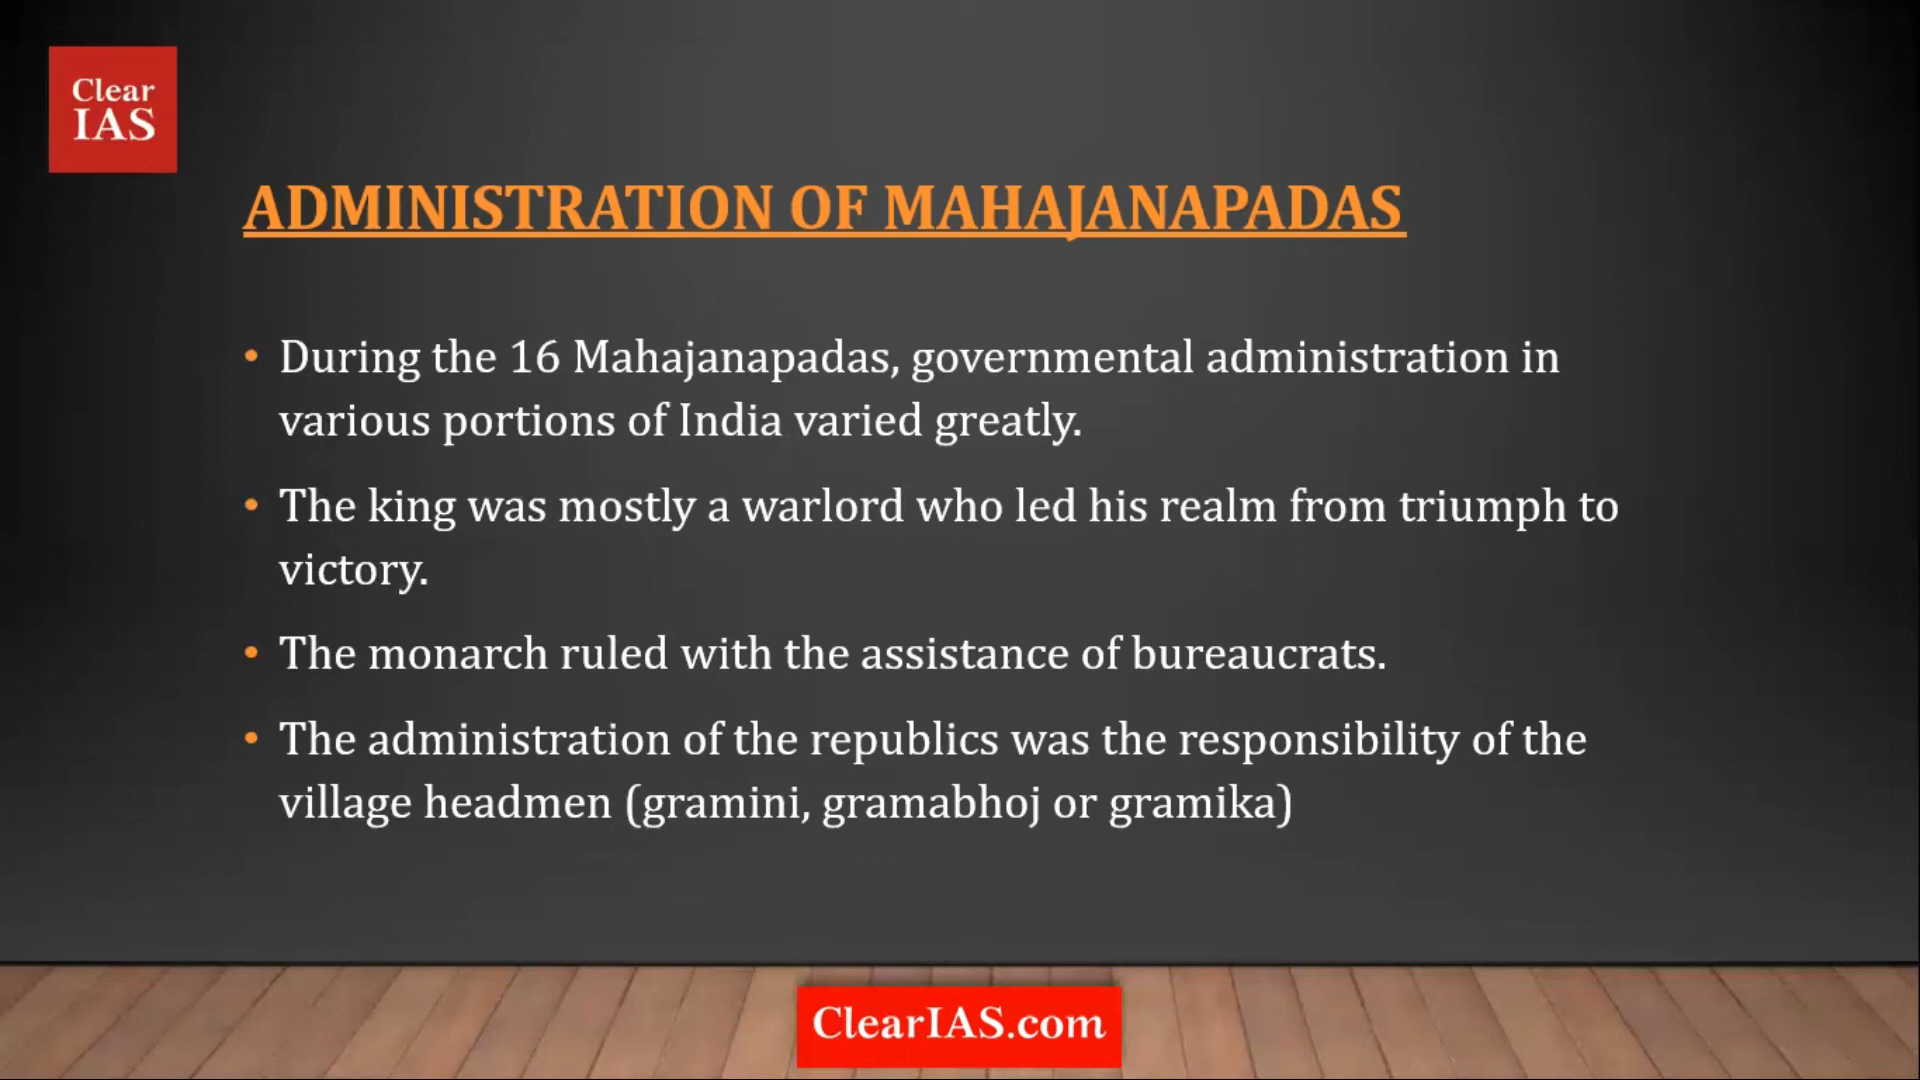 Clear
IAS
ADMINISTRATION OF MAHAJANAPADAS
• During the 16 Mahajanapadas, governmental administration in
various portions of India varied greatly.
• The king was mostly a warlord who led his realm from triumph to
victory.
• The monarch ruled with the assistance of bureaucrats.
• The administration of the republics was the responsibility of the
village headmen (gramini, gramabhoj or gramika)
ClearIAS.com